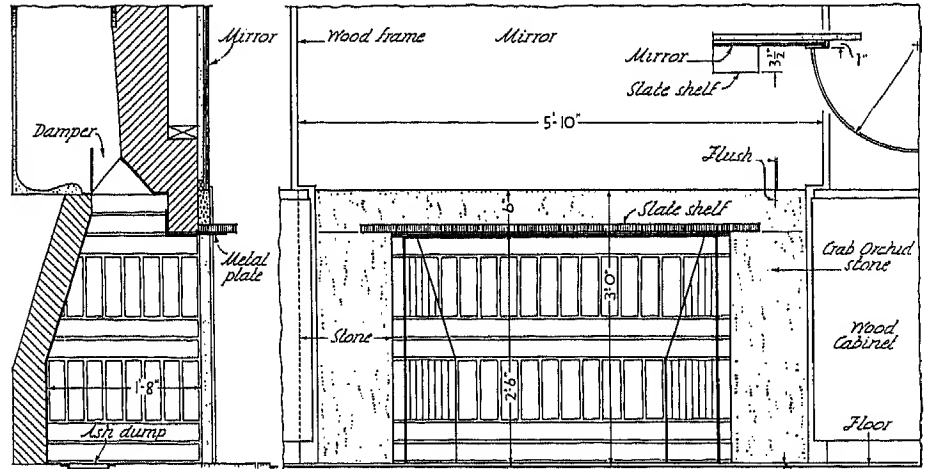 Mirror
Wood frame
Mirror
Mirror
1"
3½"
Slate shelf
Damper
5'-10"
Flush
6"
Slate shelf
Metal
plate
3'-0"
Crab Orchid
stone
Stone
Wood
Cabinet
1'-8"
2'-6"
Ash dump
Floor